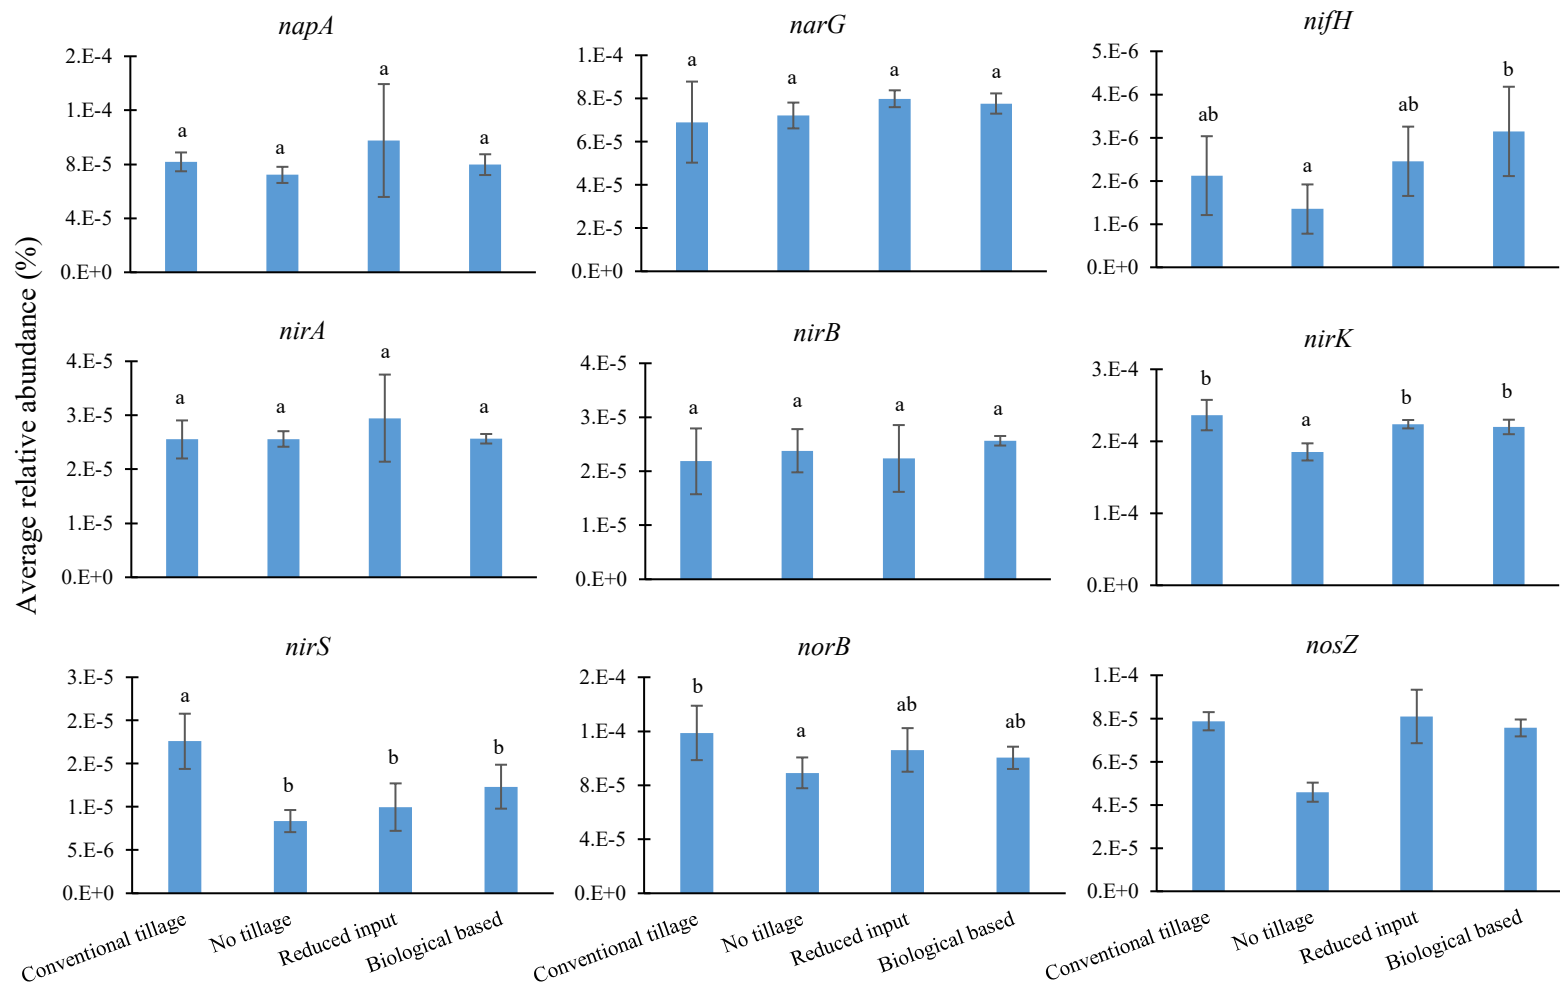 Average relative abundance (%)
napA
2.E-4
1.E-4
8.E-5
4.E-5
0.E+0
a
a
a
a
narG
1.E-4
8.E-5
6.E-5
4.E-5
2.E-5
0.E+0
a
a
a
a
nifH
5.E-6
4.E-6
3.E-6
2.E-6
1.E-6
0.E+0
ab
a
ab
b
nirA
4.E-5
3.E-5
2.E-5
1.E-5
0.E+0
a
a
a
a
nirB
4.E-5
3.E-5
2.E-5
1.E-5
0.E+0
a
a
a
a
nirK
3.E-4
2.E-4
1.E-4
0.E+0
b
a
b
b
nirS
3.E-5
2.E-5
2.E-5
1.E-5
5.E-6
0.E+0
a
b
b
b
Conventional tillage
No tillage
Reduced input
Biological based
norB
2.E-4
1.E-4
8.E-5
4.E-5
0.E+0
b
a
ab
ab
Conventional tillage
No tillage
Reduced input
Biological based
nosZ
1.E-4
8.E-5
6.E-5
4.E-5
2.E-5
0.E+0
Conventional tillage
No tillage
Reduced input
Biological based